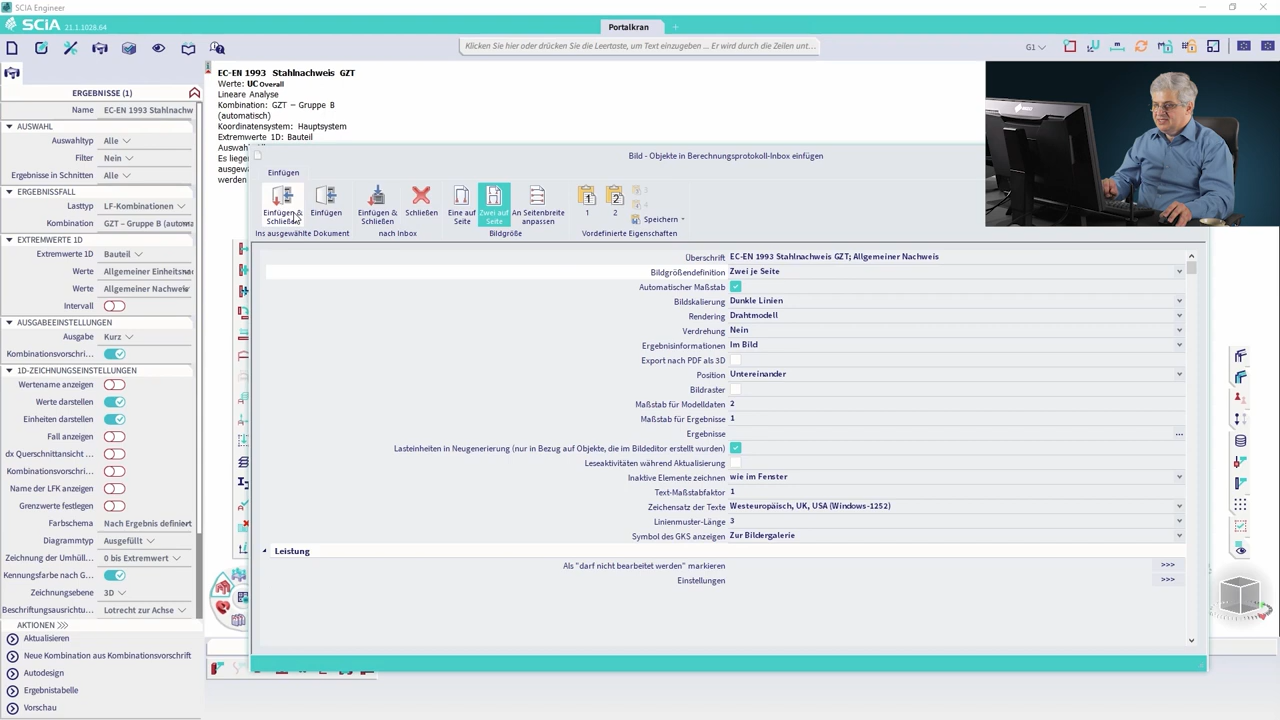 SCIA Engineer
SCIA 21.1.1028.64
Portalkran
Klicken Sie hier oder drücken Sie die Leertaste, um Text einzugeben ... Er wird durch die Zeilen unt...
G1
ERGEBNISSE (1)
Name EC-EN 1993 Stahlnachw
AUSWAHL
Auswahltyp Alle
Filter Nein
Ergebnisse in Schnitten Alle
ERGEBNISFALL
Lasttyp LF-Kombinationen
Kombination GZT – Gruppe B (automa
EXTREMWERTE 1D
Extremwerte 1D Bauteil
Werte Allgemeiner Einheitsnac
Werte Allgemeiner Nachweis
Intervall
AUSGABEEINSTELLUNGEN
Ausgabe Kurz
Kombinationsvorschri...
1D-ZEICHNUNGSEINSTELLUNGEN
Wertename anzeigen
Werte darstellen
Einheiten darstellen
Fall anzeigen
dx Querschnittansicht ...
Kombinationsvorschri...
Name der LFK anzeigen
Grenzwerte festlegen
Farbschema Nach Ergebnis definiert
Diagrammtyp Ausgefüllt
Zeichnung der Umhüll... 0 bis Extremwert
Kennungsfarbe nach G...
Zeichnungsebene 3D
Beschriftungsausrichtu... Lotrecht zur Achse
AKTIONEN >>>
Aktualisieren
Neue Kombination aus Kombinationsvorschrift
Autodesign
Ergebnistabelle
Vorschau
EC-EN 1993 Stahlnachweis GZT
Werte: UC Overall
Lineare Analyse
Kombination: GZT – Gruppe B
(automatisch)
Koordinatensystem: Hauptsystem
Extremwerte 1D: Bauteil
Auswah
Es liege
ausgewä
werden
Bild - Objekte in Berechnungsprotokoll-Inbox einfügen
Einfügen
Einfügen & Schließen
Einfügen
Ins ausgewählte Dokument
Einfügen & Schließen
Schließen
nach Inbox
Eine auf Seite
Zwei auf Seite
An Seitenbreite anpassen
Bildgröße
1
2
3
4
Speichern
Vordefinierte Eigenschaften
Überschrift EC-EN 1993 Stahlnachweis GZT; Allgemeiner Nachweis
Bildgrößendefinition Zwei je Seite
Automatischer Maßstab
Bildskalierung Dunkle Linien
Rendering Drahtmodell
Verdrehung Nein
Ergebnisinformationen Im Bild
Export nach PDF als 3D
Position Untereinander
Bildraster
Maßstab für Modelldaten 2
Maßstab für Ergebnisse 1
Ergebnisse ...
Lasteinheiten in Neugenerierung (nur in Bezug auf Objekte, die im Bildeditor erstellt wurden)
Leseaktivitäten während Aktualisierung
Inaktive Elemente zeichnen wie im Fenster
Text-Maßstabfaktor 1
Zeichensatz der Texte Westeuropäisch, UK, USA (Windows-1252)
Linienmuster-Länge 3
Symbol des GKS anzeigen Zur Bildergalerie
Leistung
Als "darf nicht bearbeitet werden" markieren >>>
Einstellungen >>>